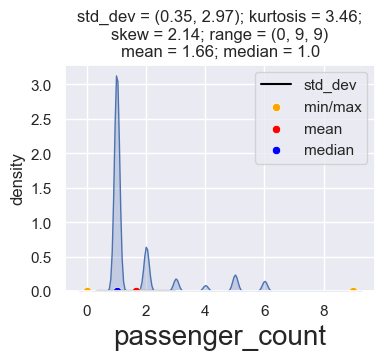 std_dev = (0.35, 2.97); kurtosis = 3.46;
skew = 2.14; range = (0, 9, 9)
mean = 1.66; median = 1.0
3.0
2.5
2.0
1.5
1.0
0.5
0.0
density
std_dev
min/max
mean
median
0 2 4 6 8
passenger_count